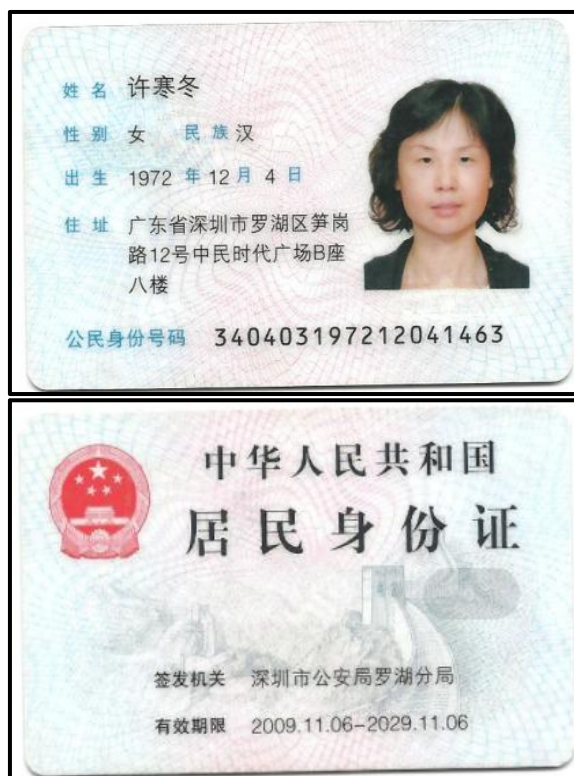 姓名 许寒冬
性别 女 民族 汉
出生 1972 年 12 月 4 日
住址 广东省深圳市罗湖区笋岗
路12号中民时代广场B座
八楼
公民身份号码 340403197212041463
中华人民共和国
居民身份证
签发机关 深圳市公安局罗湖分局
有效期限 2009.11.06-2029.11.06